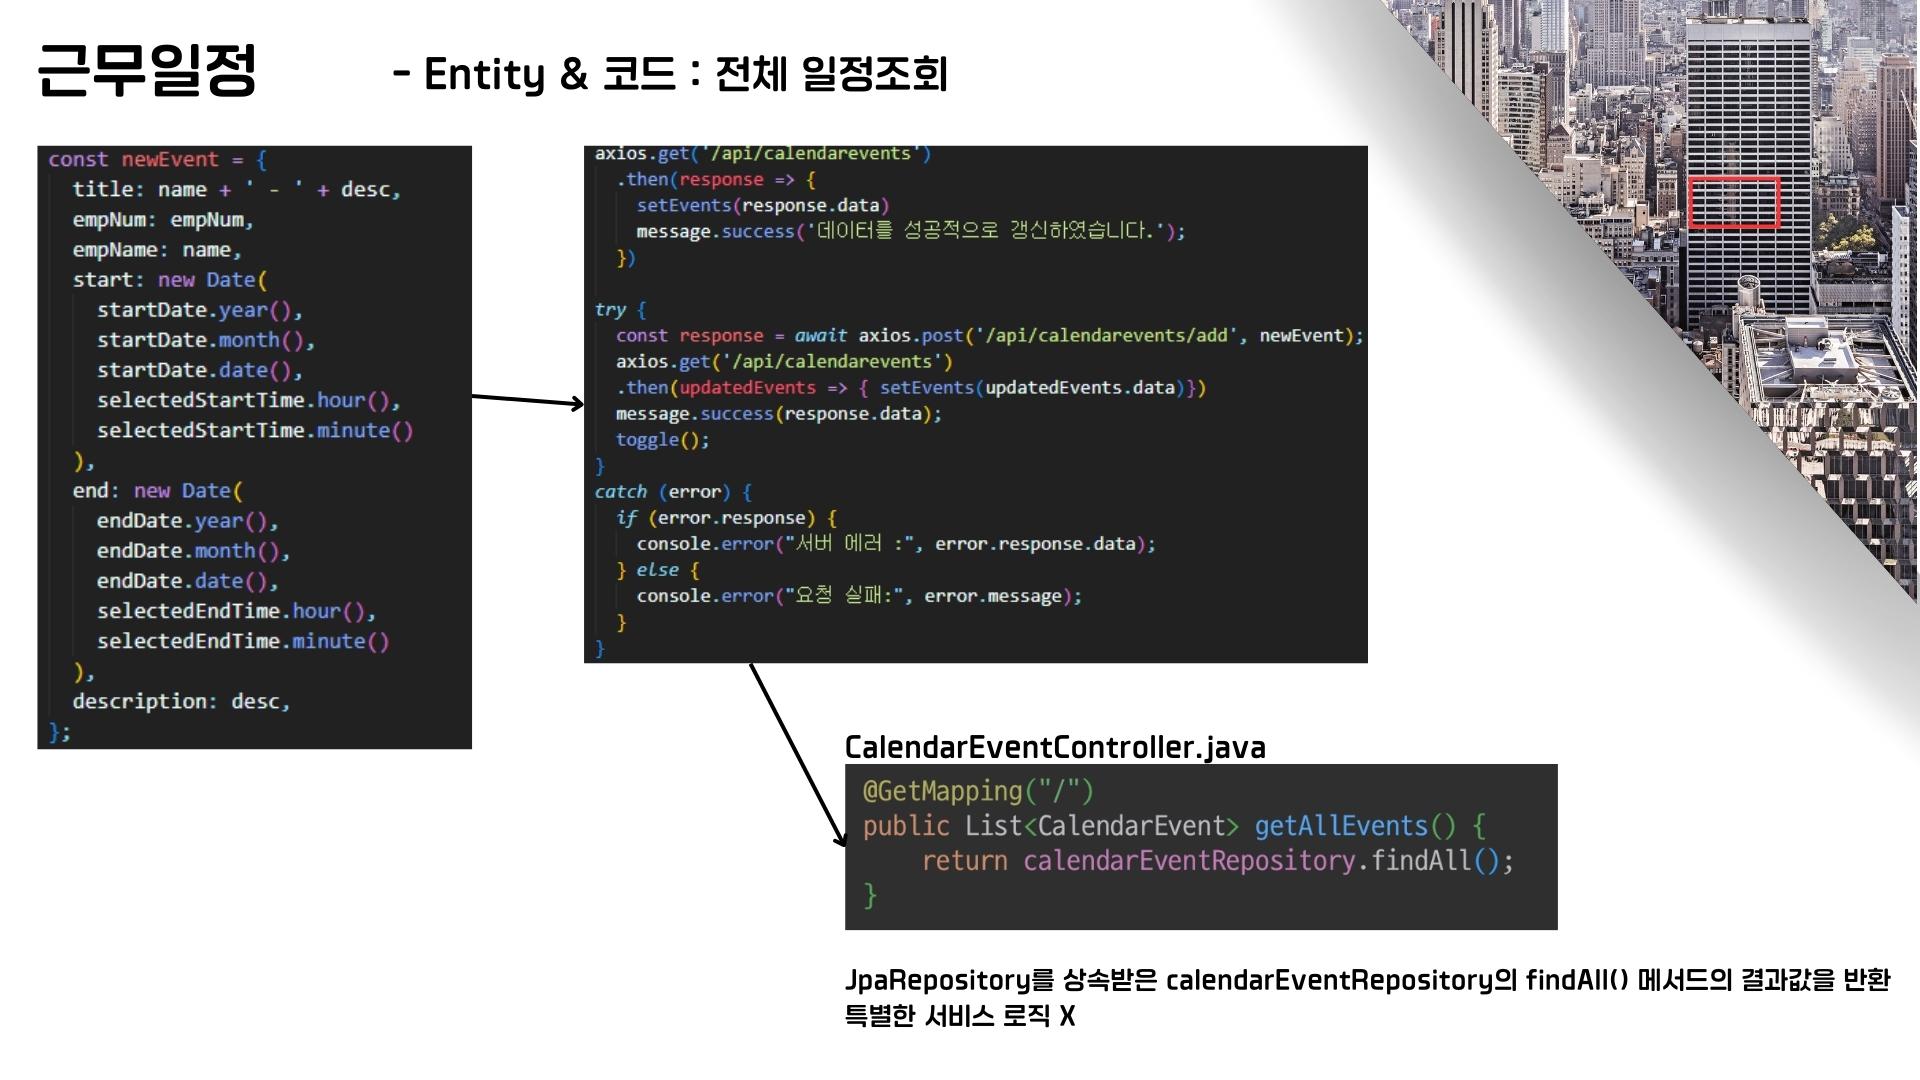 근무일정
- Entity & 코드 : 전체 일정조회
const newEvent = {
title: name + ' - ' + desc,
empNum: empNum,
empName: name,
start: new Date(
startDate.year(),
startDate.month(),
startDate.date(),
selectedStartTime.hour(),
selectedStartTime.minute()
),
end: new Date(
endDate.year(),
endDate.month(),
endDate.date(),
selectedEndTime.hour(),
selectedEndTime.minute()
),
description: desc,
};
axios.get('/api/calendarevents')
.then(response => {
setEvents(response.data)
message.success('데이터를 성공적으로 갱신하였습니다.');
})
try {
const response = await axios.post('/api/calendarevents/add', newEvent);
axios.get('/api/calendarevents')
.then(updatedEvents => { setEvents(updatedEvents.data)})
message.success(response.data);
toggle();
}
catch (error) {
if (error.response) {
console.error("서버 에러 :", error.response.data);
} else {
console.error("요청 실패:", error.message);
}
}
CalendarEventController.java
@GetMapping("/")
public List<CalendarEvent> getAllEvents() {
return calendarEventRepository.findAll();
}
JpaRepository를 상속받은 calendarEventRepository의 findAll() 메서드의 결과값을 반환
특별한 서비스 로직 X